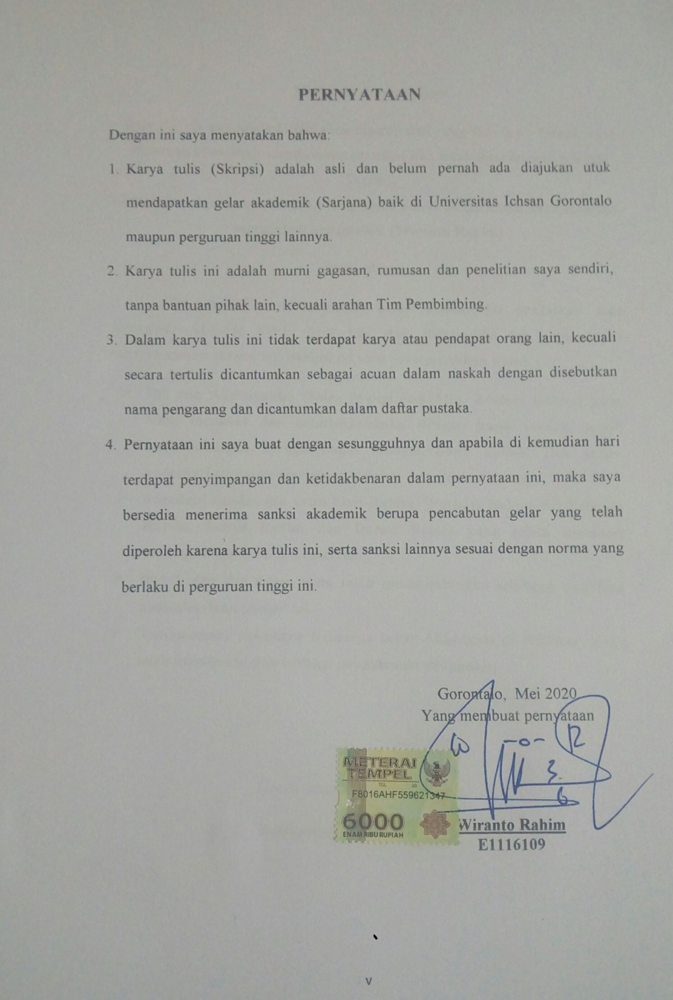 PERNYATAAN
Dengan ini saya menyatakan bahwa:
1. Karya tulis (Skripsi) adalah asli dan belum pernah ada diajukan utuk
mendapatkan gelar akademik (Sarjana) baik di Universitas Ichsan Gorontalo
maupun perguruan tinggi lainnya.
2. Karya tulis ini adalah murni gagasan, rumusan dan penelitian saya sendiri,
tanpa bantuan pihak lain, kecuali arahan Tim Pembimbing.
3. Dalam karya tulis ini tidak terdapat karya atau pendapat orang lain, kecuali
secara tertulis dicantumkan sebagai acuan dalam naskah dengan disebutkan
nama pengarang dan dicantumkan dalam daftar pustaka.
4. Pernyataan ini saya buat dengan sesungguhnya dan apabila di kemudian hari
terdapat penyimpangan dan ketidakbenaran dalam pernyataan ini, maka saya
bersedia menerima sanksi akademik berupa pencabutan gelar yang telah
diperoleh karena karya tulis ini, serta sanksi lainnya sesuai dengan norma yang
berlaku di perguruan tinggi ini.
Gorontalo, Mei 2020
Yang membuat pernyataan
METERAI
TEMPEL
TGL 20
F8016AHF559621347
6000
ENAM RIBU RUPIAH
Wiranto Rahim
E1116109
v